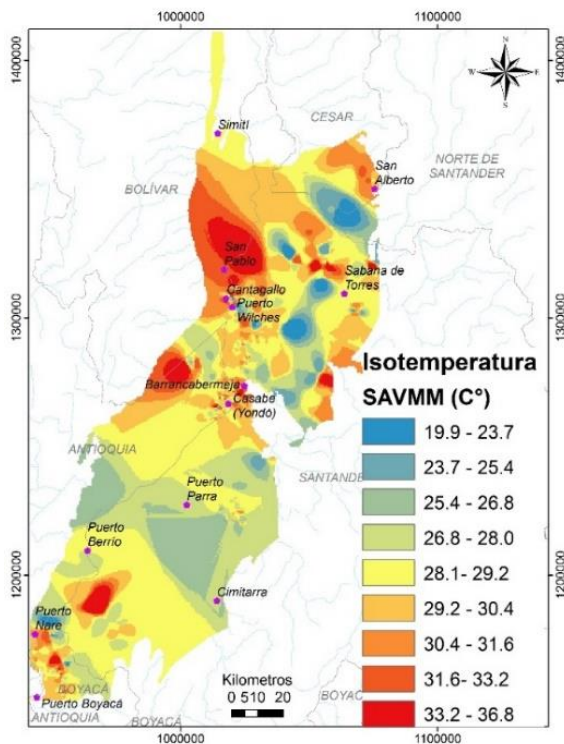 1000000 1100000
1400000 1400000
N
W E
S
CESAR
Simití
NORTE DE
SANTANDER
San
Alberto
BOLÍVAR
San
Pablo
Sabana de
Torres
Cantagallo
Puerto
Wilches
1300000 1300000
Isotemperatura
SAVMM (C°)
Barrancabermeja
Casabe
(Yondó)
19.9 - 23.7
23.7 - 25.4
25.4 - 26.8
26.8 - 28.0
28.1- 29.2
29.2 - 30.4
30.4 - 31.6
31.6- 33.2
33.2 - 36.8
ANTIOQUIA
SANTANDE
Puerto
Parra
Puerto
Berrío
1200000 1200000
Cimitarra
Puerto
Nare
Kilometros
0 510 20
BOYACÁ
Puerto Boyacá
ANTIOQUIA
BOYACÁ
BOYAC
1000000 1100000